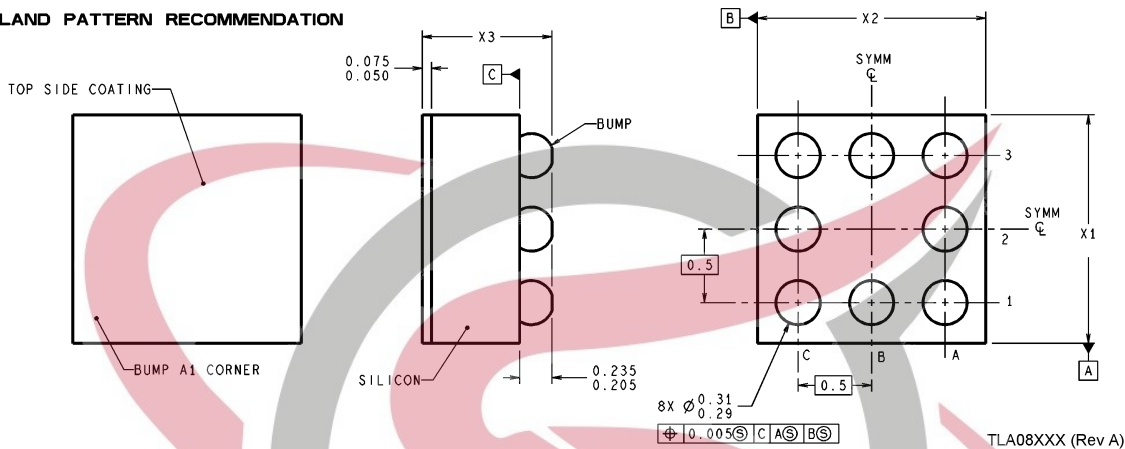 LAND PATTERN RECOMMENDATION
TOP SIDE COATING
BUMP A1 CORNER
X3
0.075
0.050
C
BUMP
SILICON
0.235
0.205
B
X2
SYMM
℄
3
SYMM
℄
2
X1
0.5
1
C
B
A
A
0.5
8X Ø 0.31
0.29
⌖ 0.005Ⓢ C AⓈ BⓈ
TLA08XXX (Rev A)